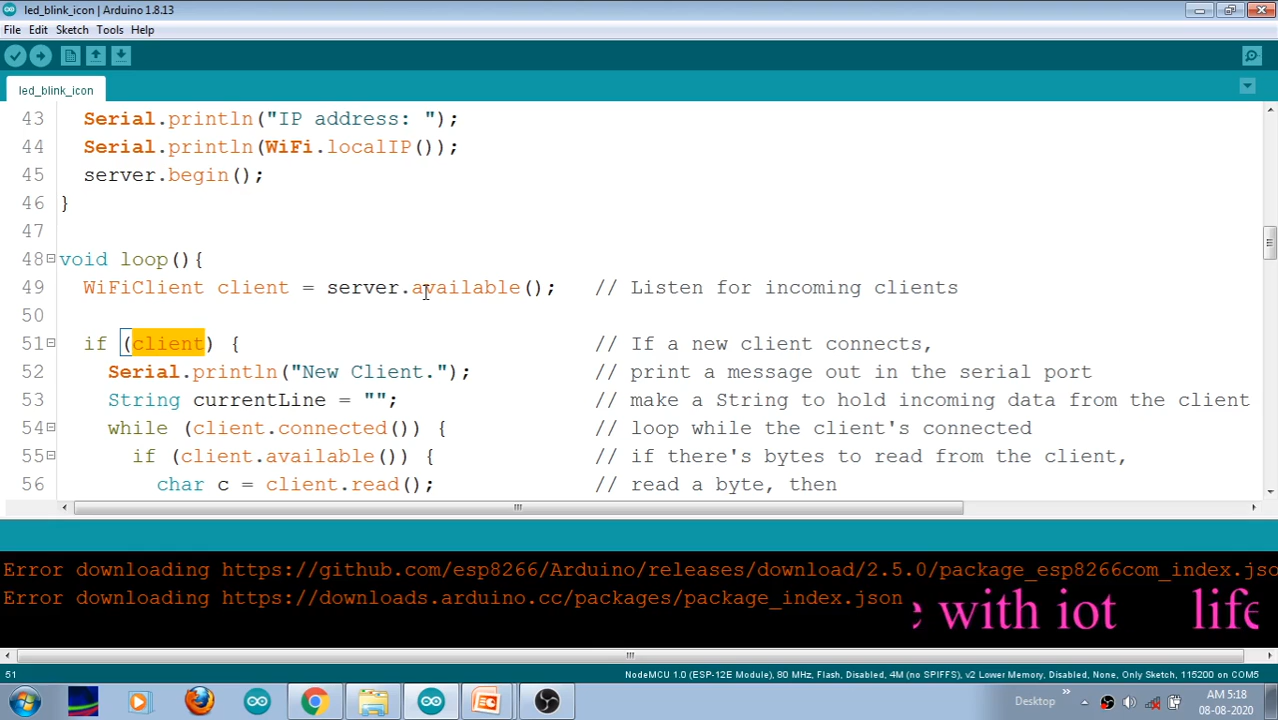 led_blink_icon | Arduino 1.8.13
File Edit Sketch Tools Help
led_blink_icon
43 Serial.println("IP address: ");
44 Serial.println(WiFi.localIP());
45 server.begin();
46 }
47
48 void loop(){
49 WiFiClient client = server.available(); // Listen for incoming clients
50
51 if (client) { // If a new client connects,
52 Serial.println("New Client."); // print a message out in the serial port
53 String currentLine = ""; // make a String to hold incoming data from the client
54 while (client.connected()) { // loop while the client's connected
55 if (client.available()) { // if there's bytes to read from the client,
56 char c = client.read(); // read a byte, then
Error downloading https://github.com/esp8266/Arduino/releases/download/2.5.0/package_esp8266com_index.jso
Error downloading https://downloads.arduino.cc/packages/package_index.json
with iot life
51 NodeMCU 1.0 (ESP-12E Module), 80 MHz, Flash, Disabled, 4M (no SPIFFS), v2 Lower Memory, Disabled, None, Only Sketch, 115200 on COM5
Desktop
AM 5:18
08-08-2020